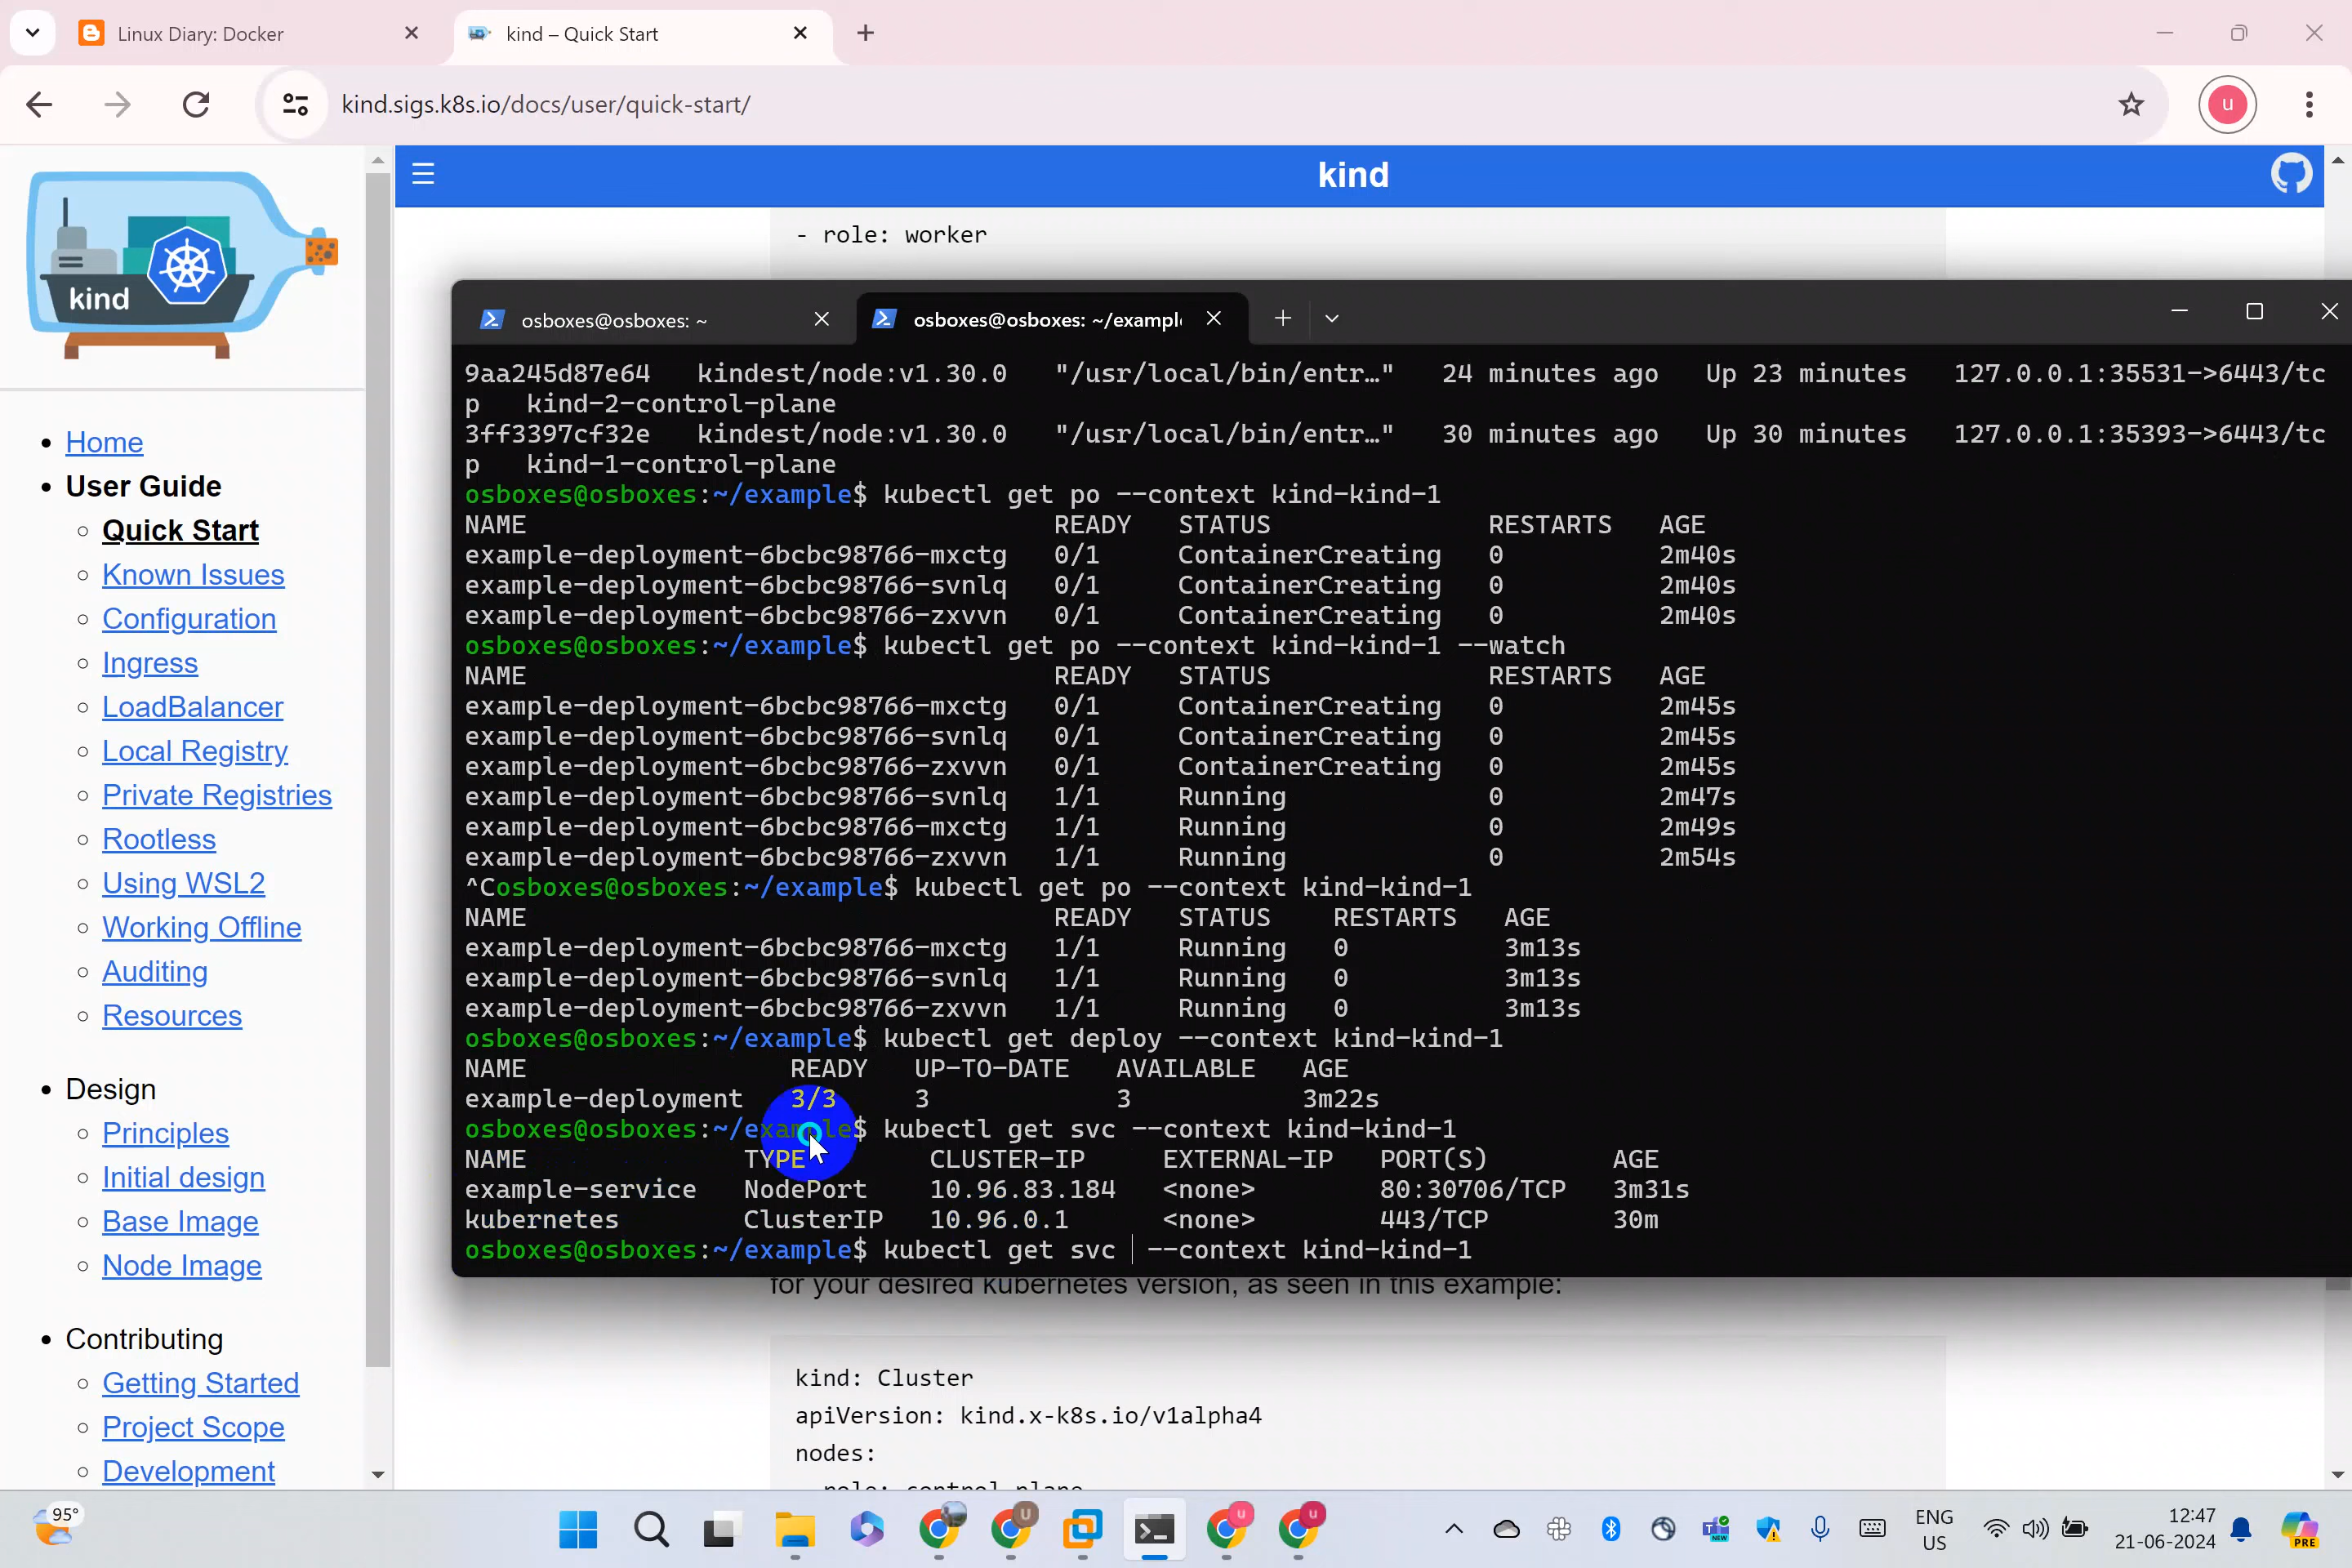 Linux Diary: Docker
kind – Quick Start
kind.sigs.k8s.io/docs/user/quick-start/
u
kind
kind
Home
User Guide
Quick Start
Known Issues
Configuration
Ingress
LoadBalancer
Local Registry
Private Registries
Rootless
Using WSL2
Working Offline
Auditing
Resources
Design
Principles
Initial design
Base Image
Node Image
Contributing
Getting Started
Project Scope
Development
- role: worker
osboxes@osboxes: ~
osboxes@osboxes: ~/exampl
9aa245d87e64 kindest/node:v1.30.0 "/usr/local/bin/entr…" 24 minutes ago Up 23 minutes 127.0.0.1:35531->6443/tc
p kind-2-control-plane
3ff3397cf32e kindest/node:v1.30.0 "/usr/local/bin/entr…" 30 minutes ago Up 30 minutes 127.0.0.1:35393->6443/tc
p kind-1-control-plane
osboxes@osboxes:~/example$ kubectl get po --context kind-kind-1
NAME READY STATUS RESTARTS AGE
example-deployment-6bcbc98766-mxctg 0/1 ContainerCreating 0 2m40s
example-deployment-6bcbc98766-svnlq 0/1 ContainerCreating 0 2m40s
example-deployment-6bcbc98766-zxvvn 0/1 ContainerCreating 0 2m40s
osboxes@osboxes:~/example$ kubectl get po --context kind-kind-1 --watch
NAME READY STATUS RESTARTS AGE
example-deployment-6bcbc98766-mxctg 0/1 ContainerCreating 0 2m45s
example-deployment-6bcbc98766-svnlq 0/1 ContainerCreating 0 2m45s
example-deployment-6bcbc98766-zxvvn 0/1 ContainerCreating 0 2m45s
example-deployment-6bcbc98766-svnlq 1/1 Running 0 2m47s
example-deployment-6bcbc98766-mxctg 1/1 Running 0 2m49s
example-deployment-6bcbc98766-zxvvn 1/1 Running 0 2m54s
^Cosboxes@osboxes:~/example$ kubectl get po --context kind-kind-1
NAME READY STATUS RESTARTS AGE
example-deployment-6bcbc98766-mxctg 1/1 Running 0 3m13s
example-deployment-6bcbc98766-svnlq 1/1 Running 0 3m13s
example-deployment-6bcbc98766-zxvvn 1/1 Running 0 3m13s
osboxes@osboxes:~/example$ kubectl get deploy --context kind-kind-1
NAME READY UP-TO-DATE AVAILABLE AGE
example-deployment 3/3 3 3 3m22s
osboxes@osboxes:~/example$ kubectl get svc --context kind-kind-1
NAME TYPE CLUSTER-IP EXTERNAL-IP PORT(S) AGE
example-service NodePort 10.96.83.184 <none> 80:30706/TCP 3m31s
kubernetes ClusterIP 10.96.0.1 <none> 443/TCP 30m
osboxes@osboxes:~/example$ kubectl get svc --context kind-kind-1
for your desired kubernetes version, as seen in this example:
kind: Cluster
apiVersion: kind.x-k8s.io/v1alpha4
nodes:
95°
U
u
u
NEW
ENG
US
12:47
21-06-2024
PRE